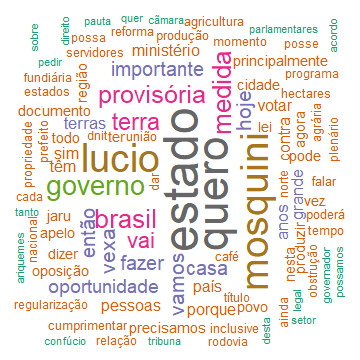 sobre
direito
pauta
quer
câmara
agricultura
parlamentares
acordo
possa
reforma
produção
momento
posse
pedir
servidores
ministério
principalmente
fundiária
região
importante
programa
estados
provisória
medida
hoje
cidade
hectares
documento
terra
votar
agrária
plenário
terras
dnit
reunião
estado
quero
lei
contra
agora
propriedade
prefeito
todo
sim
têm
lucio
mosquini
pode
cada
governo
dar
anos
norte
grande
falar
tanto
jaru
brasil
vez
poderá
nacional
apelo
então
vexa
vai
café
tempo
ariquemes
dizer
fazer
vamos
casa
nesta
produzir
obstrução
governador
possamos
oposição
oportunidade
país
título
ainda
legal
regularização
pessoas
porque
povo
setor
cumprimentar
precisamos
inclusive
desta
confúcio
relação
tribuna
rodovia